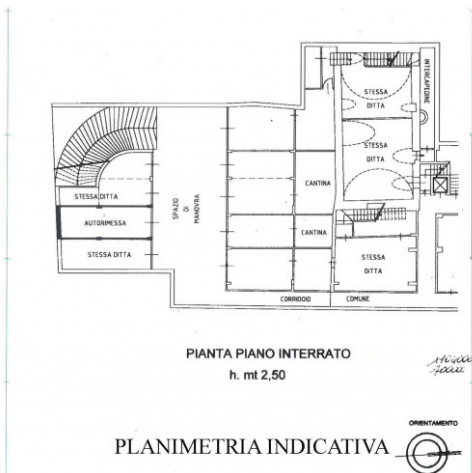 INTERCAPEDINE
STESSA
DITTA
STESSA
DITTA
CANTINA
STESSA DITTA
AUTORIMESSA
SPAZIO
DI
MANOVRA
CANTINA
STESSA DITTA
STESSA
DITTA
CORRIDOIO COMUNE
PIANTA PIANO INTERRATO
h. mt 2,50
ORIENTAMENTO
PLANIMETRIA INDICATIVA